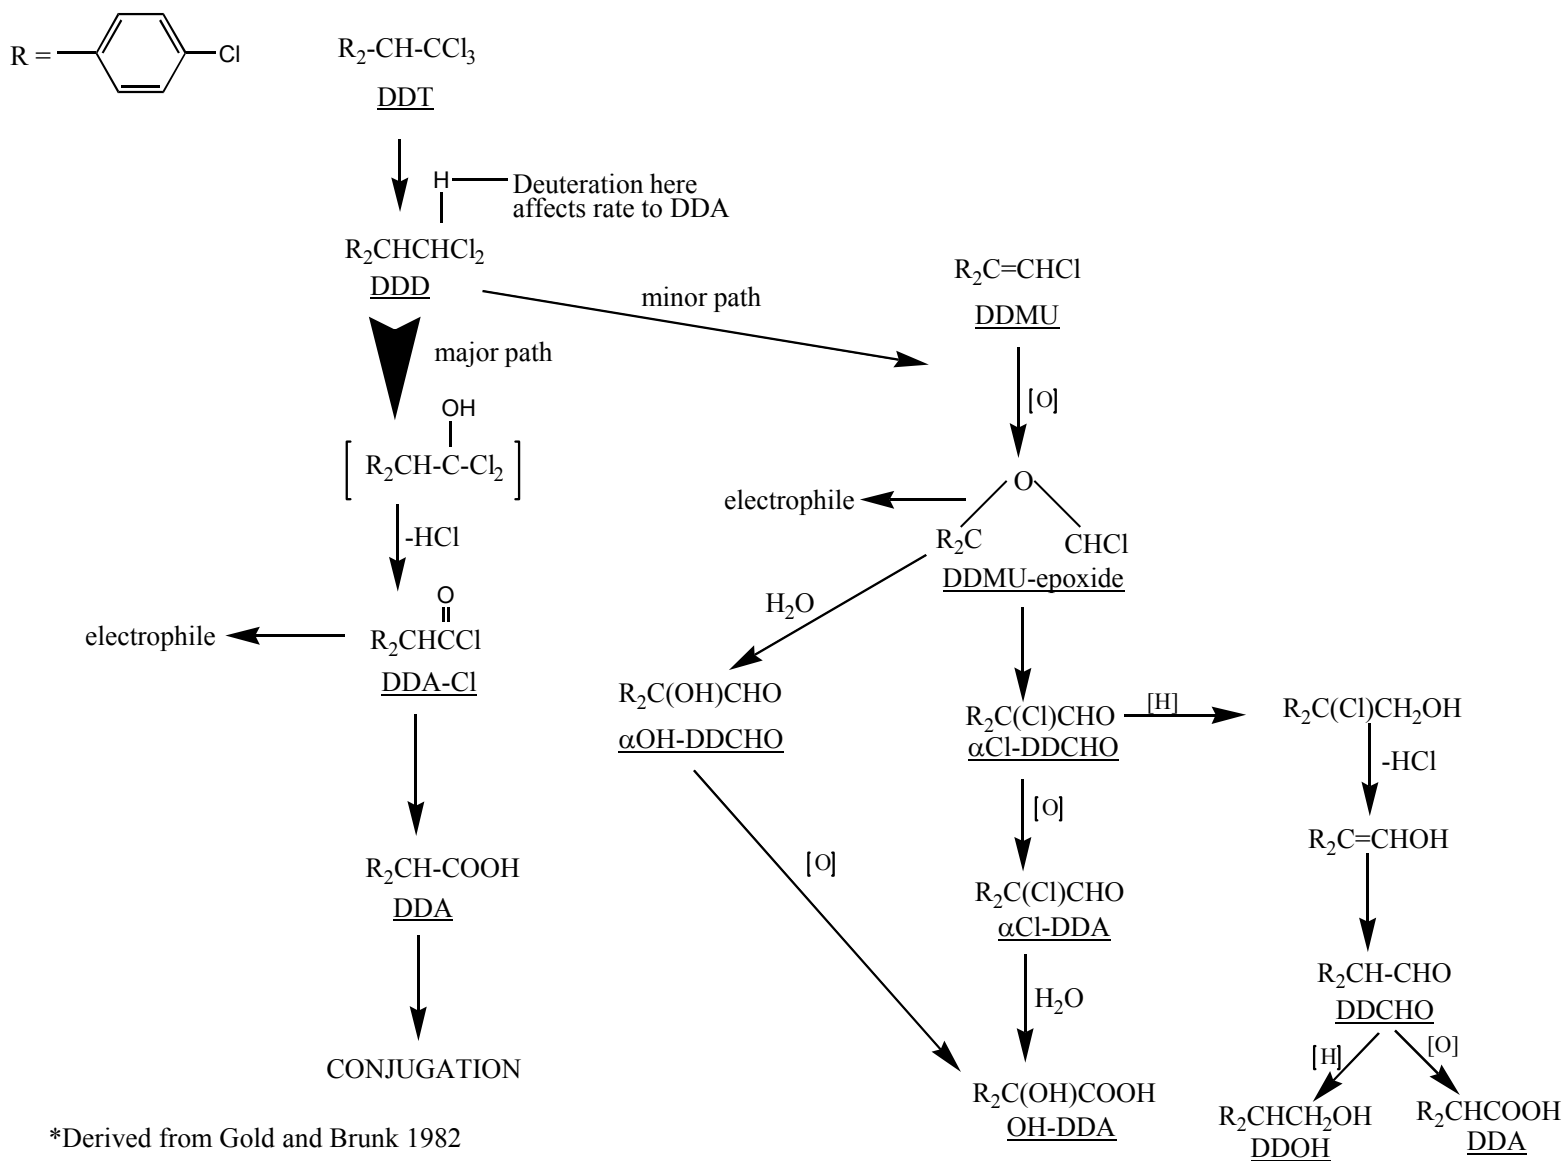 R =
Cl
R₂-CH-CCl₃
DDT
H
Deuteration here
affects rate to DDA
R₂CHCHCl₂
DDD
minor path
R₂C=CHCl
DDMU
major path
[O]
OH
[ R₂CH-C-Cl₂ ]
O
electrophile
R₂C
CHCl
DDMU-epoxide
-HCl
H₂O
O
electrophile
R₂CHCCl
DDA-Cl
R₂C(OH)CHO
αOH-DDCHO
R₂C(Cl)CHO
αCl-DDCHO
[H]
R₂C(Cl)CH₂OH
-HCl
[O]
R₂C=CHOH
[O]
R₂CH-COOH
DDA
R₂C(Cl)CHO
αCl-DDA
R₂CH-CHO
DDCHO
H₂O
[H]
[O]
CONJUGATION
R₂C(OH)COOH
OH-DDA
R₂CHCH₂OH
DDOH
R₂CHCOOH
DDA
*Derived from Gold and Brunk 1982